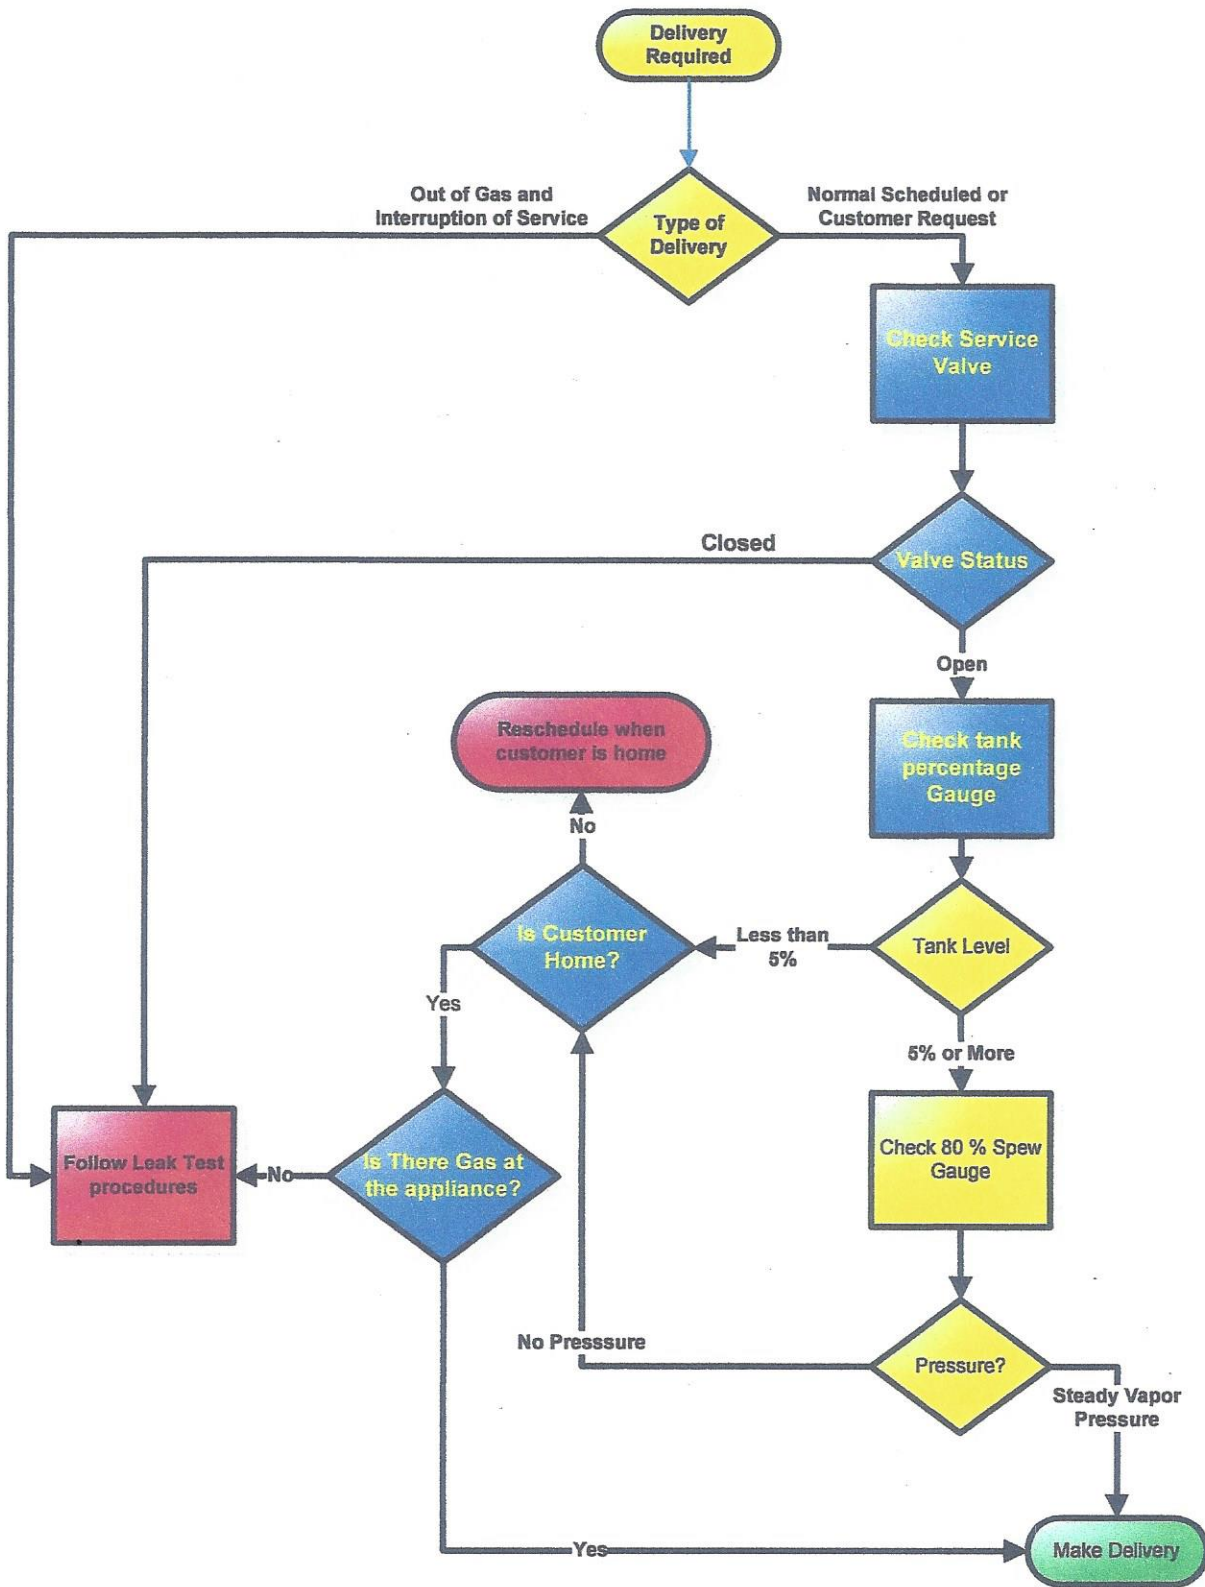 Delivery
Required
Out of Gas and
Interruption of Service
Normal Scheduled or
Customer Request
Type of
Delivery
Check Service
Valve
Closed
Valve Status
Open
Reschedule when
customer is home
Check tank
percentage
Gauge
No
Is Customer
Home?
Less than
5%
Tank Level
Yes
5% or More
Follow Leak Test
procedures
No
Is There Gas at
the appliance?
Check 80 % Spew
Gauge
No Presssure
Pressure?
Steady Vapor
Pressure
Yes
Make Delivery